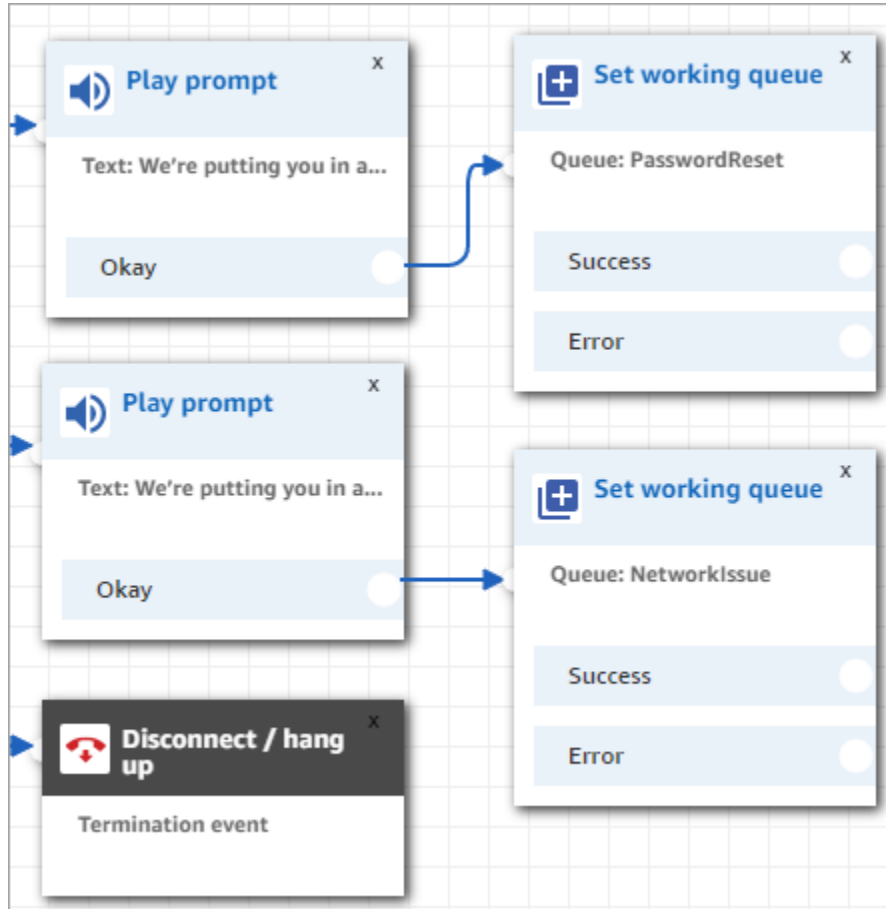 Play prompt
x
Text: We're putting you in a...
Okay
Set working queue
x
Queue: PasswordReset
Success
Error
Play prompt
x
Text: We're putting you in a...
Okay
Set working queue
x
Queue: NetworkIssue
Success
Error
Disconnect / hang
up
x
Termination event